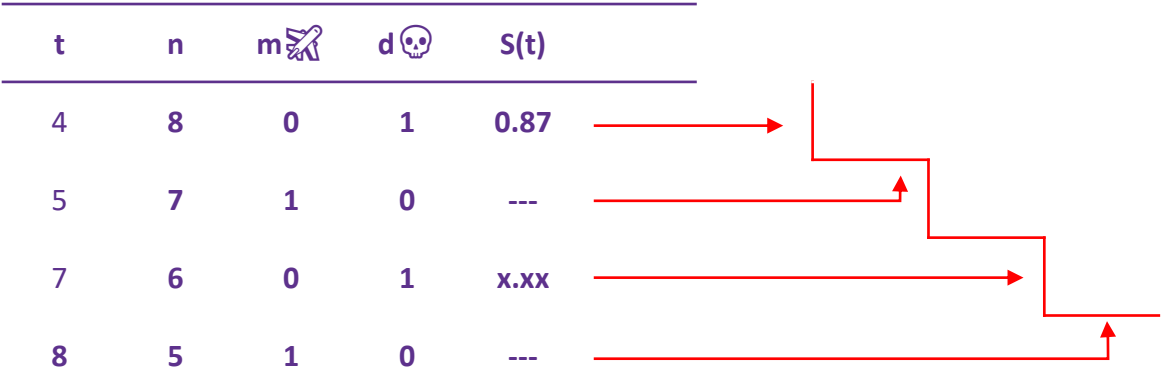 t n m✈ d💀 S(t)
4 8 0 1 0.87
5 7 1 0 ---
7 6 0 1 x.xx
8 5 1 0 ---